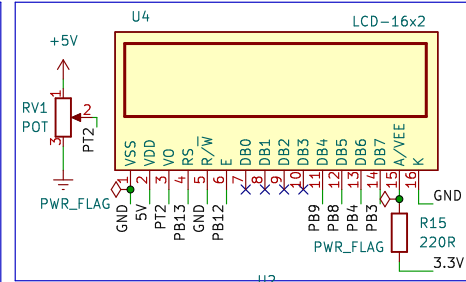 U4
LCD-16x2
+5V
RV1
POT
1
2
3
PT2
VSS
VDD
VO
RS
R/W
E
DB0
DB1
DB2
DB3
DB4
DB5
DB6
DB7
A/VEE
K
1
2
3
4
5
6
7
8
9
10
11
12
13
14
15
16
PWR_FLAG
GND
5V
PT2
PB13
GND
PB12
PB9
PB8
PB4
PB3
GND
R15
220R
PWR_FLAG
3.3V